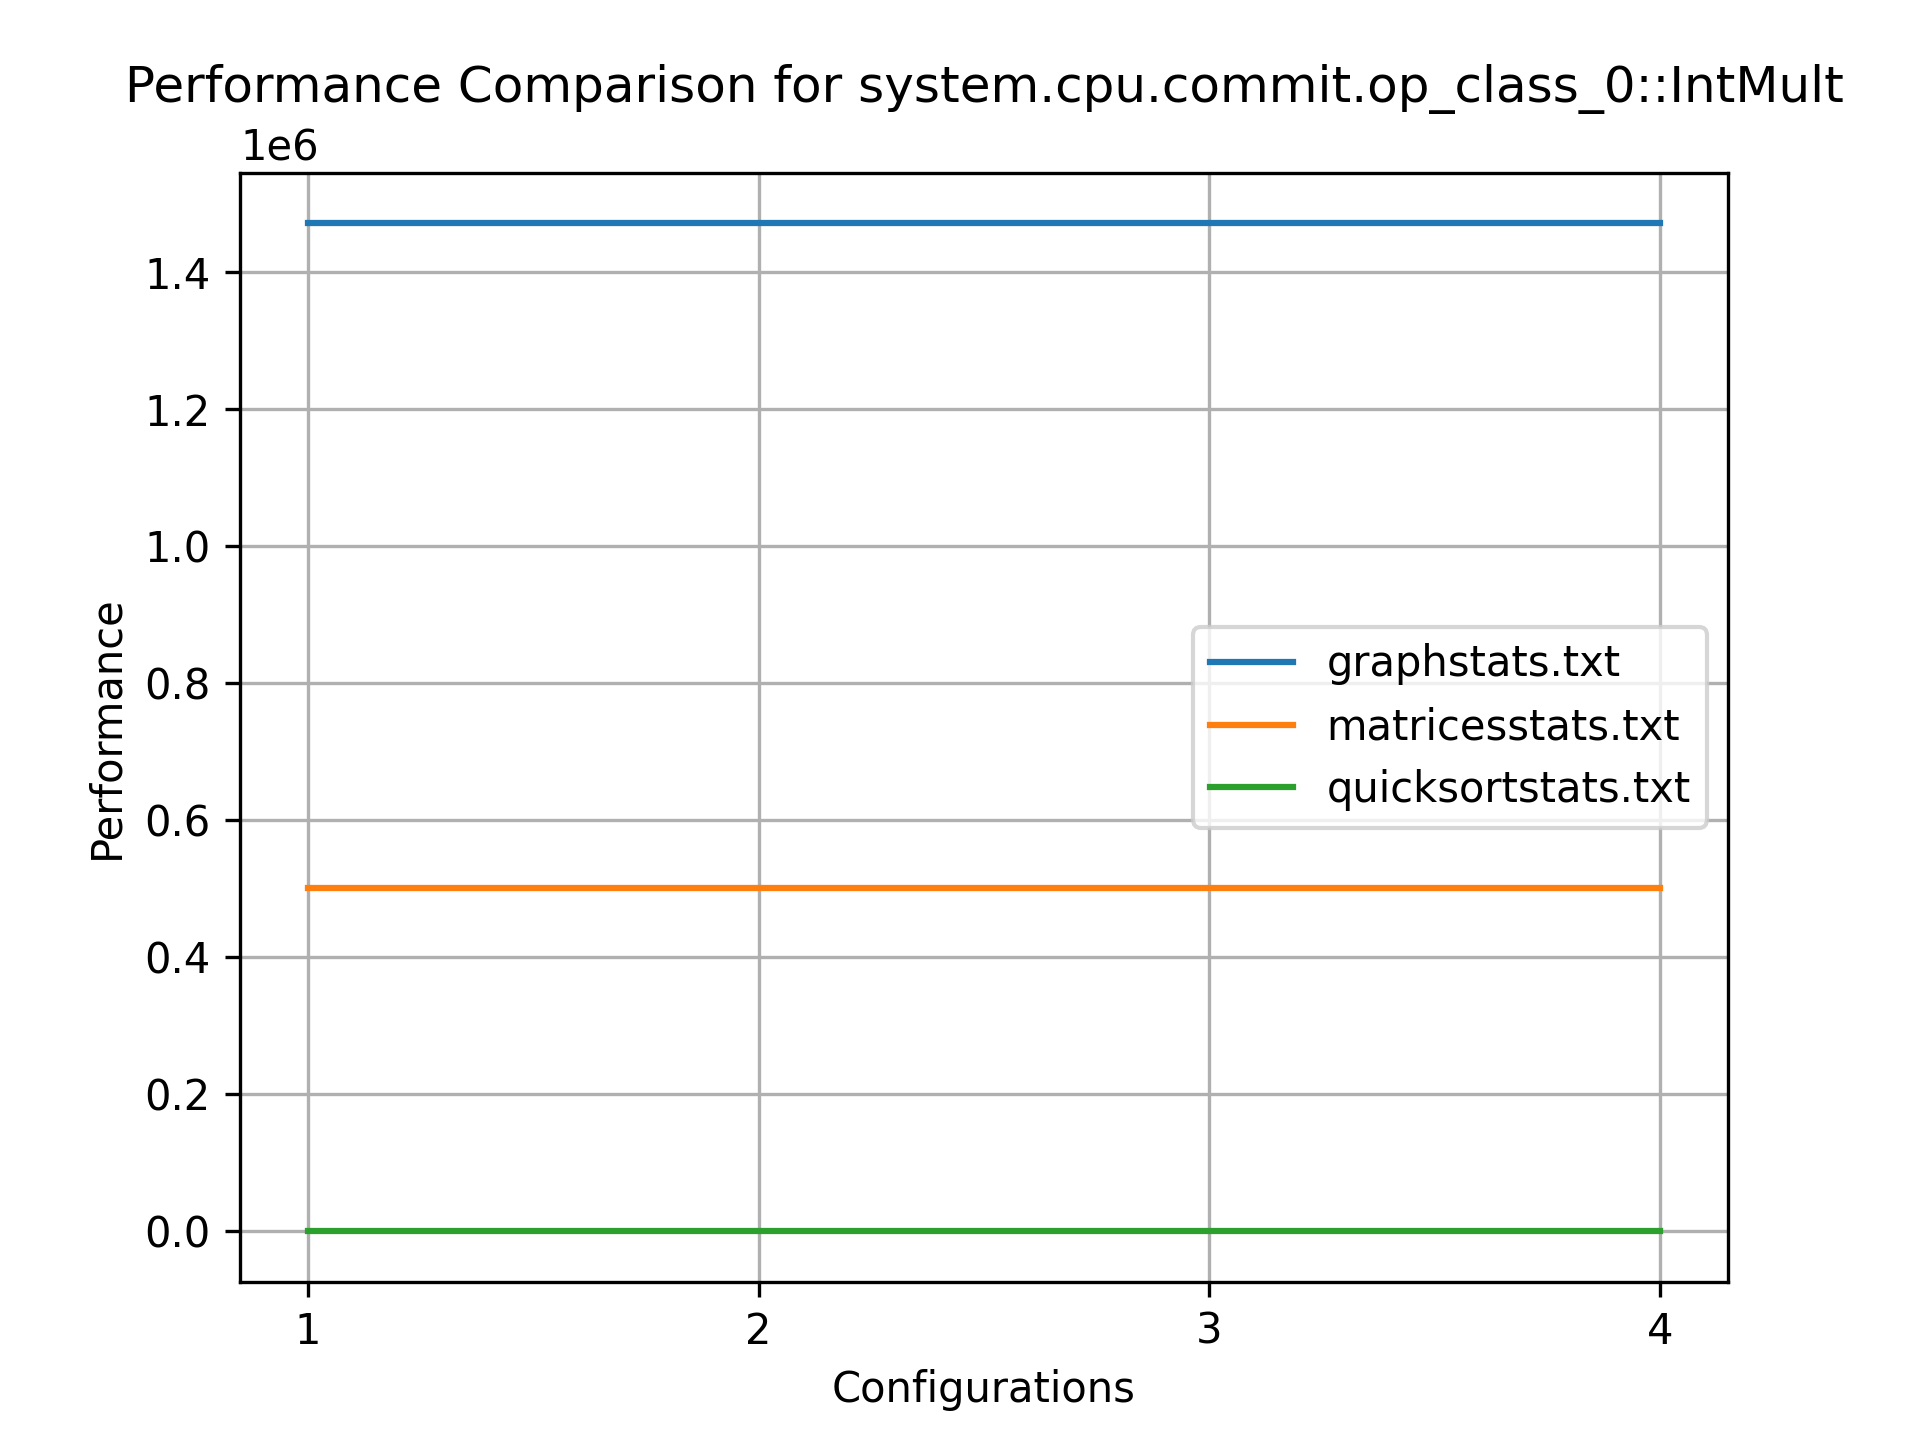 Performance Comparison for system.cpu.commit.op_class_0::IntMult
1e6
1.4
1.2
1.0
0.8
0.6
0.4
0.2
0.0
Performance
graphstats.txt
matricesstats.txt
quicksortstats.txt
1 2 3 4
Configurations